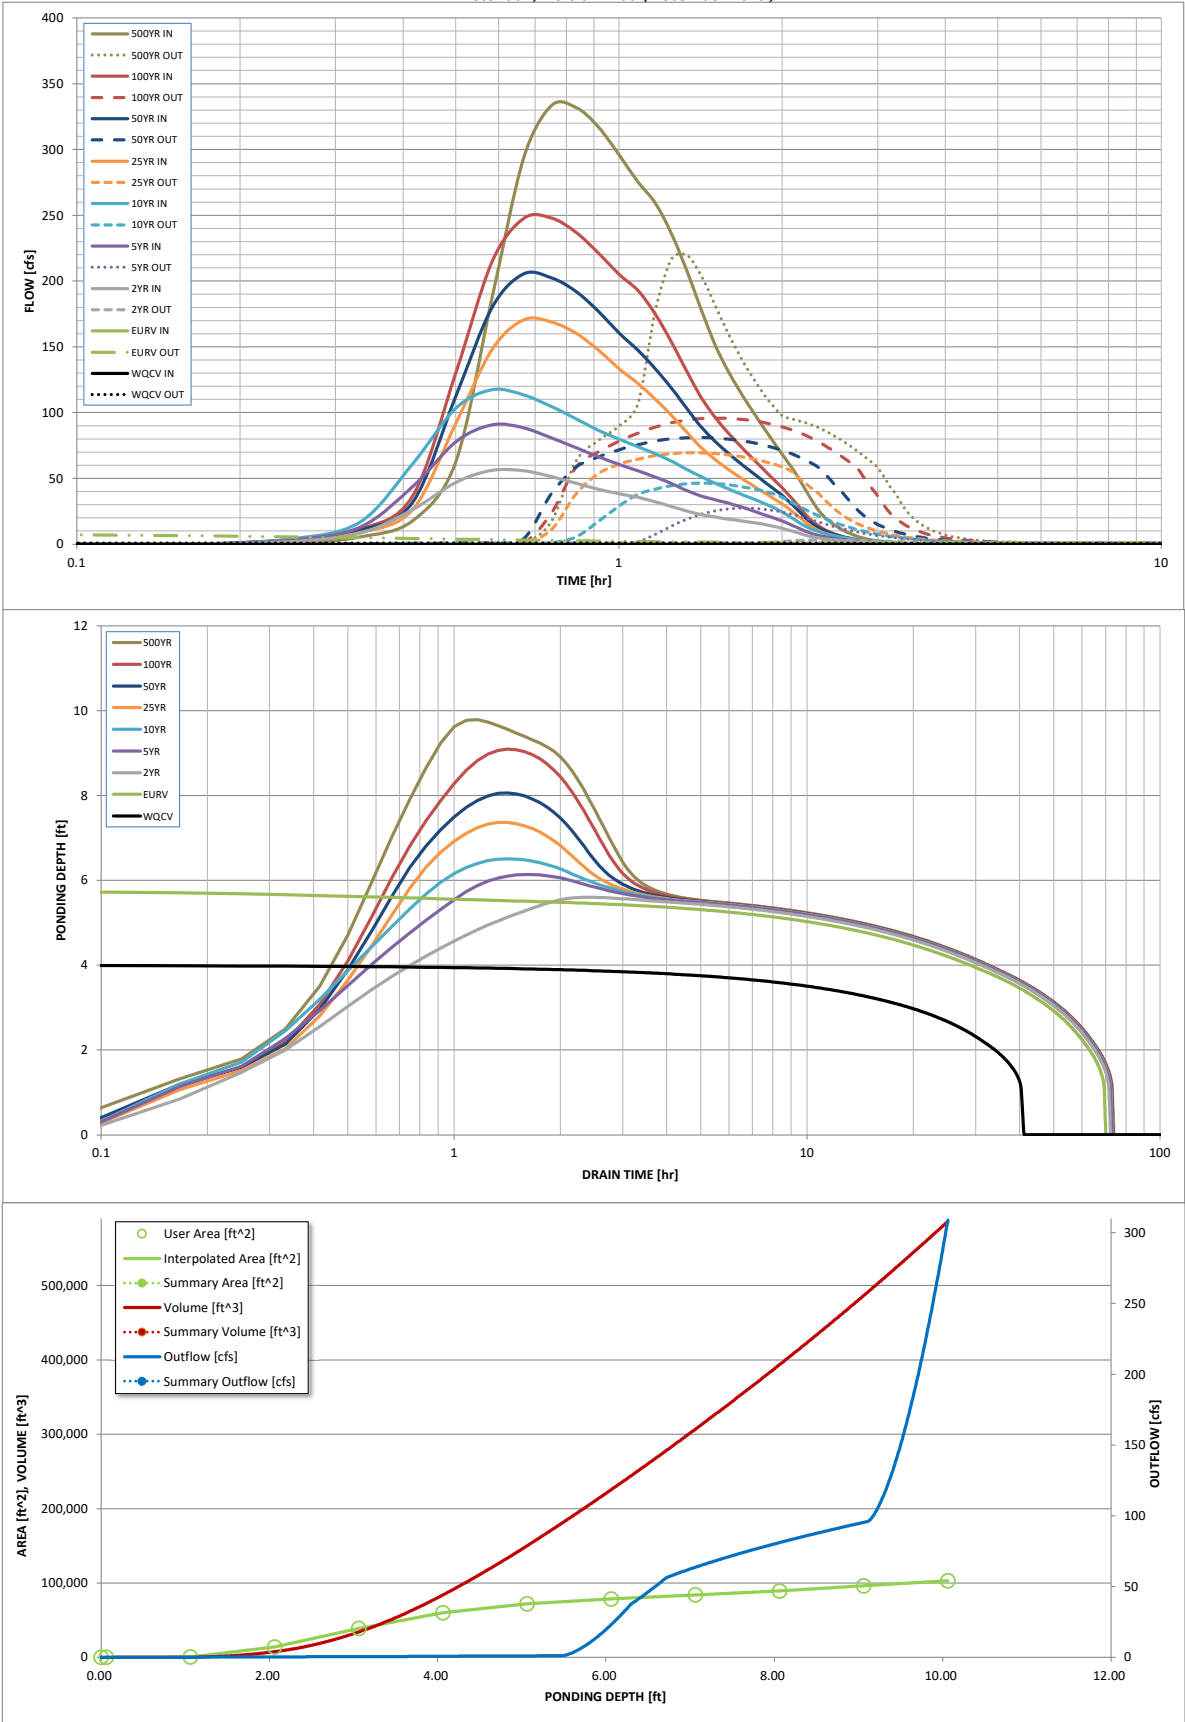 400
350
300
250
200
150
100
50
0
FLOW [cfs]
500YR IN
500YR OUT
100YR IN
100YR OUT
50YR IN
50YR OUT
25YR IN
25YR OUT
10YR IN
10YR OUT
5YR IN
5YR OUT
2YR IN
2YR OUT
EURV IN
EURV OUT
WQCV IN
WQCV OUT
0.1
1
10
TIME [hr]
12
10
8
6
4
2
0
PONDING DEPTH [ft]
500YR
100YR
50YR
25YR
10YR
5YR
2YR
EURV
WQCV
0.1
1
10
100
DRAIN TIME [hr]
User Area [ft^2]
Interpolated Area [ft^2]
Summary Area [ft^2]
Volume [ft^3]
Summary Volume [ft^3]
Outflow [cfs]
Summary Outflow [cfs]
500,000
400,000
300,000
200,000
100,000
0
AREA [ft^2], VOLUME [ft^3]
300
250
200
150
100
50
0
OUTFLOW [cfs]
0.00
2.00
4.00
6.00
8.00
10.00
12.00
PONDING DEPTH [ft]